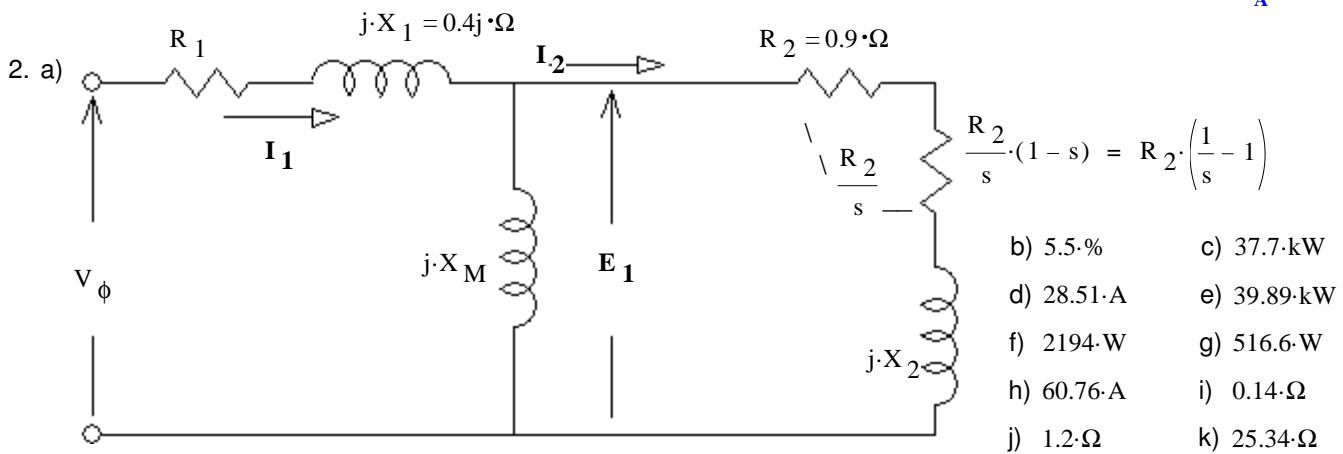 A
j·X 1 = 0.4j·Ω
R 1
R 2 = 0.9·Ω
I 2
2. a)
I 1
R 2 / s ·(1 − s) = R 2·(1/s − 1)
R 2 / s
j·X M
E 1
V ϕ
j·X 2
b) 5.5·% c) 37.7·kW
d) 28.51·A e) 39.89·kW
f) 2194·W g) 516.6·W
h) 60.76·A i) 0.14·Ω
j) 1.2·Ω k) 25.34·Ω